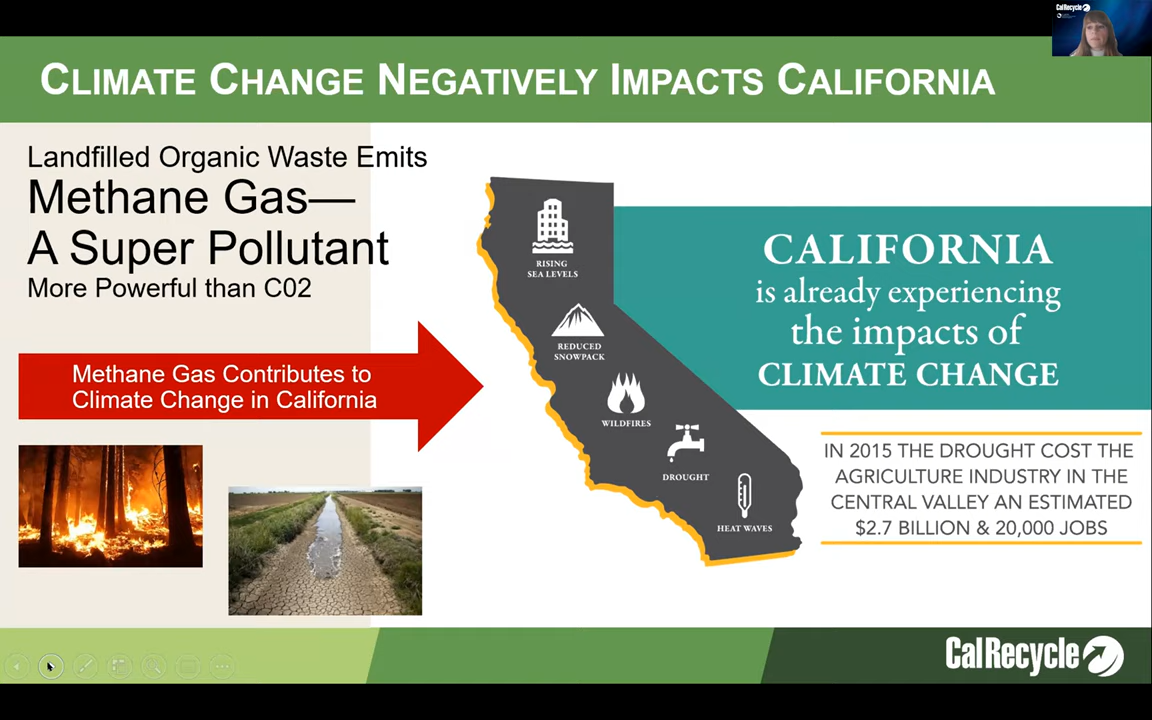 CalRecycle
CLIMATE CHANGE NEGATIVELY IMPACTS CALIFORNIA
Landfilled Organic Waste Emits
Methane Gas—
A Super Pollutant
More Powerful than C02
Methane Gas Contributes to
Climate Change in California
RISING
SEA LEVELS
REDUCED
SNOWPACK
WILDFIRES
DROUGHT
HEAT WAVES
CALIFORNIA
is already experiencing
the impacts of
CLIMATE CHANGE
IN 2015 THE DROUGHT COST THE
AGRICULTURE INDUSTRY IN THE
CENTRAL VALLEY AN ESTIMATED
$2.7 BILLION & 20,000 JOBS
CalRecycle